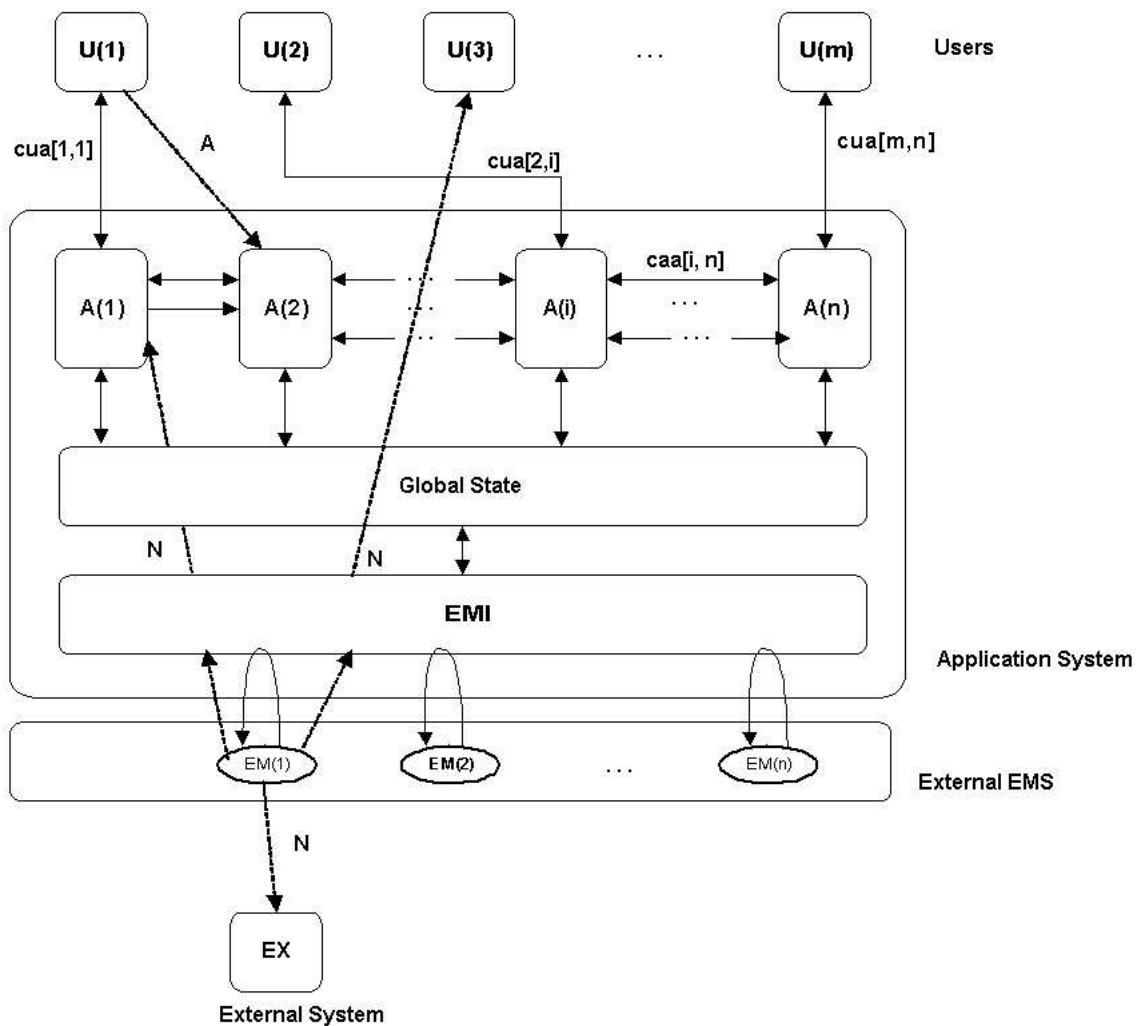 U(1)
U(2)
U(3)
...
U(m)
Users
cua[1,1]
A
cua[2,i]
cua[m,n]
A(1)
A(2)
...
...
...
A(i)
caa[i, n]
...
...
A(n)
Global State
N
N
EMI
Application System
EM(1)
EM(2)
...
EM(n)
External EMS
N
EX
External System